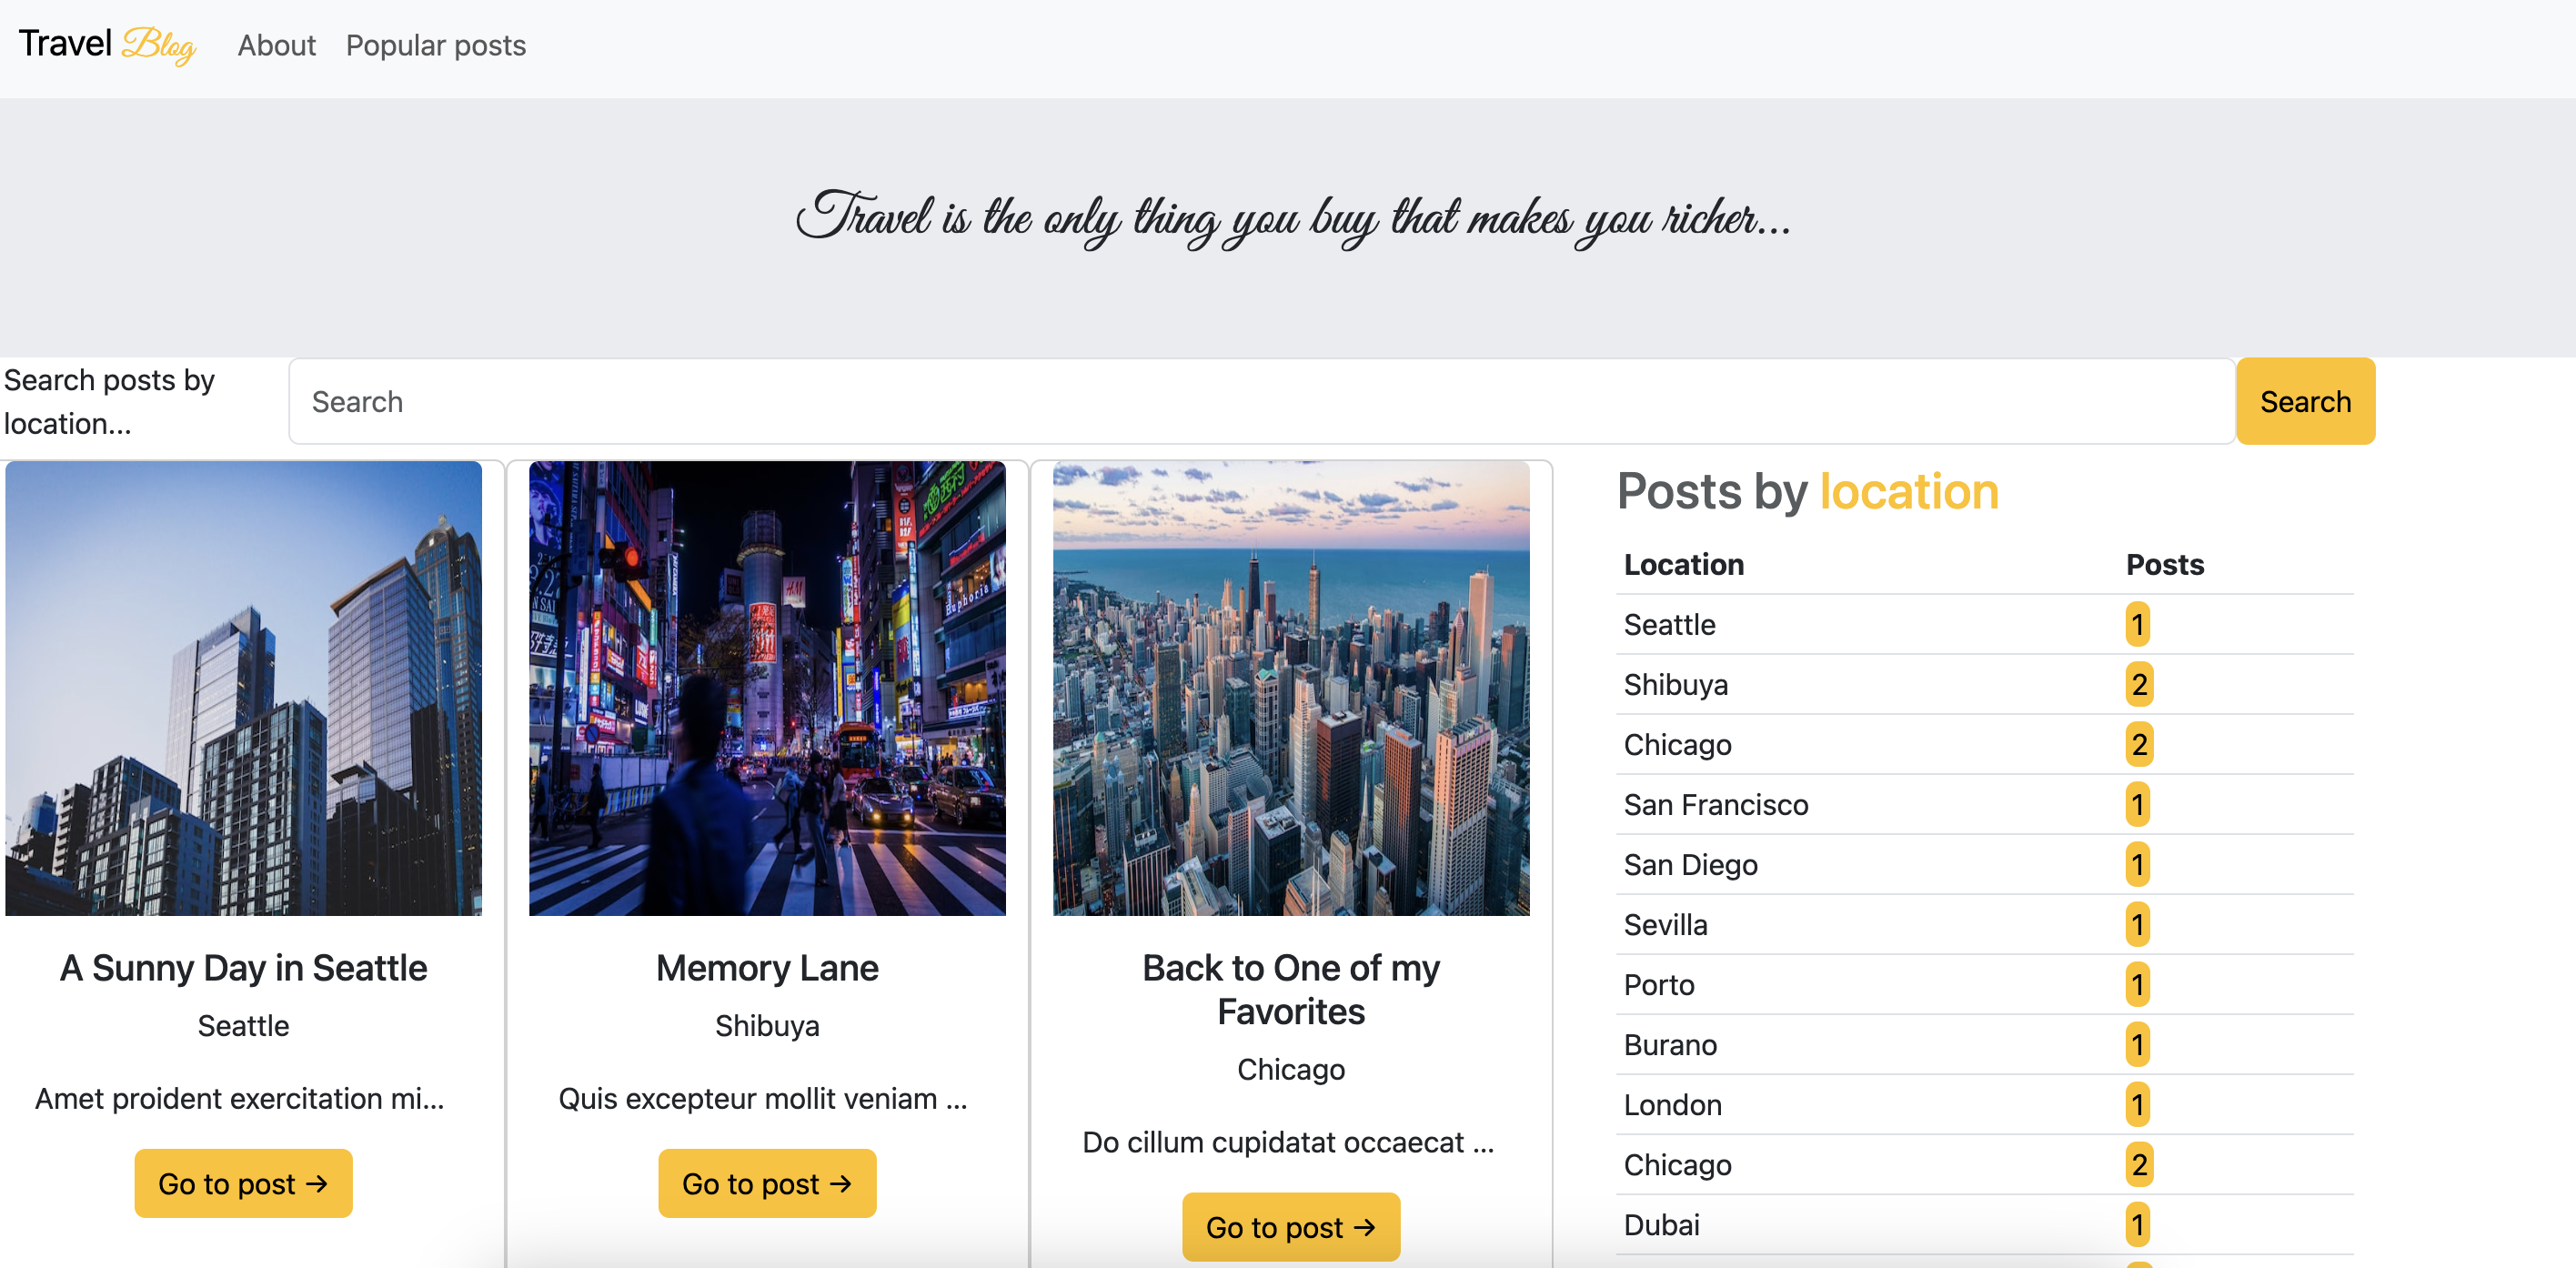 Travel Blog About Popular posts
Travel is the only thing you buy that makes you richer...
Search posts by
location...
Search
Search
A Sunny Day in Seattle
Seattle
Amet proident exercitation mi...
Go to post →
Euphoria
H&M
Memory Lane
Shibuya
Quis excepteur mollit veniam ...
Go to post →
Back to One of my
Favorites
Chicago
Do cillum cupidatat occaecat ...
Go to post →
Posts by location
Location Posts
Seattle 1
Shibuya 2
Chicago 2
San Francisco 1
San Diego 1
Sevilla 1
Porto 1
Burano 1
London 1
Chicago 2
Dubai 1